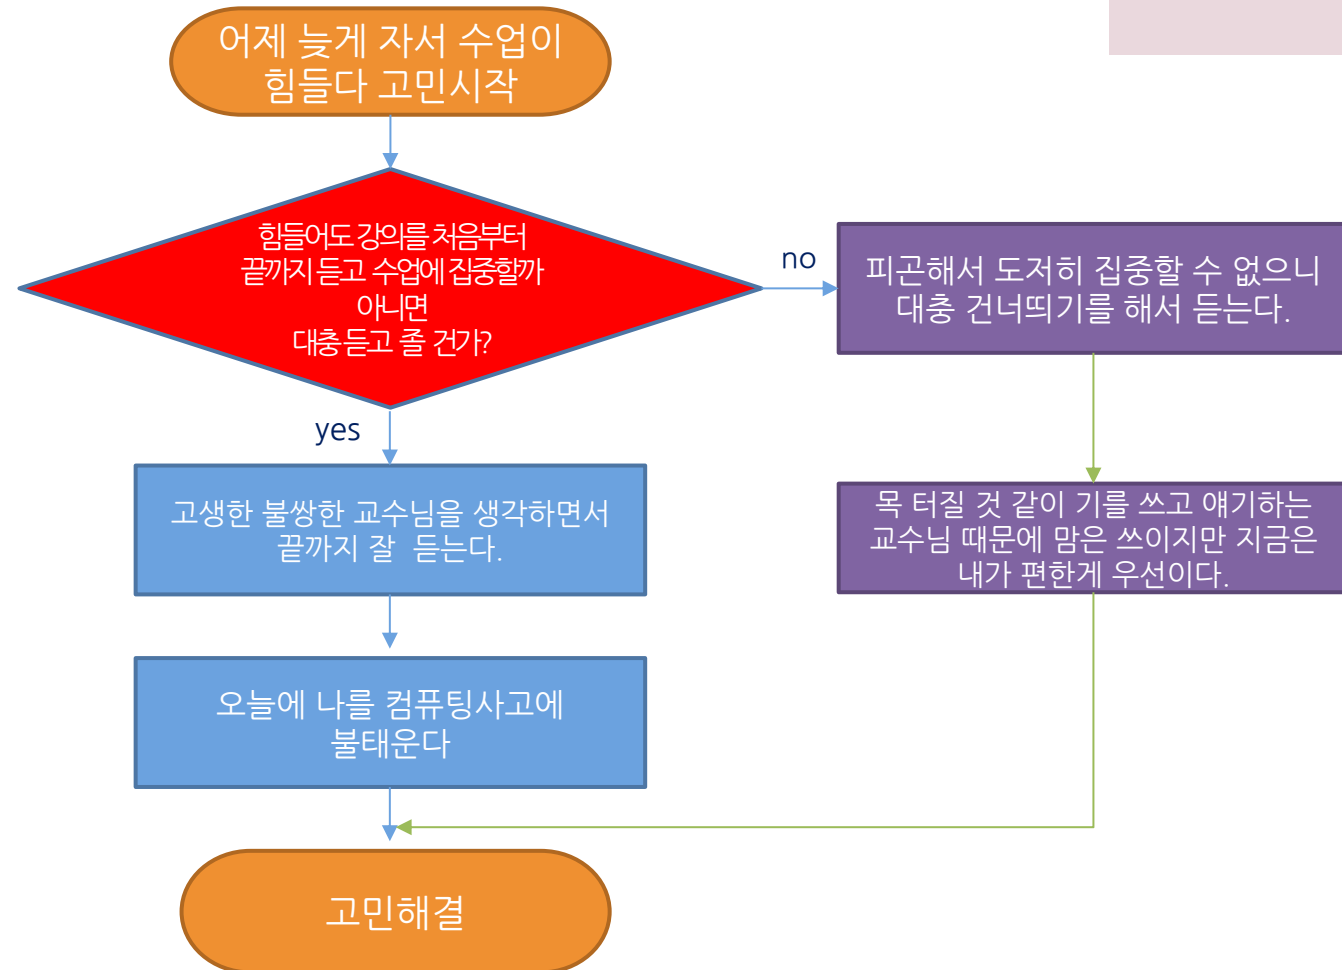 어제 늦게 자서 수업이
힘들다 고민시작
힘들어도 강의를 처음부터
끝까지 듣고 수업에 집중할까
아니면
대충 듣고 졸 건가?
no
피곤해서 도저히 집중할 수 없으니
대충 건너띄기를 해서 듣는다.
yes
고생한 불쌍한 교수님을 생각하면서
끝까지 잘 듣는다.
목 터질 것 같이 기를 쓰고 얘기하는
교수님 때문에 맘은 쓰이지만 지금은
내가 편한게 우선이다.
오늘에 나를 컴퓨팅사고에
불태운다
고민해결